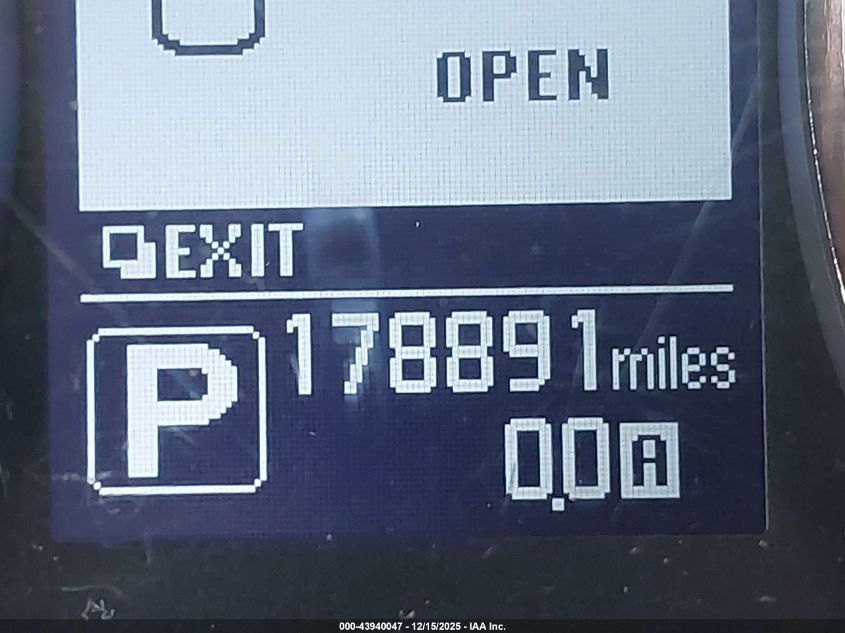 OPEN
EXIT
P
178891 miles
0.0 A
000-43940047 - 12/15/2025 - IAA Inc.